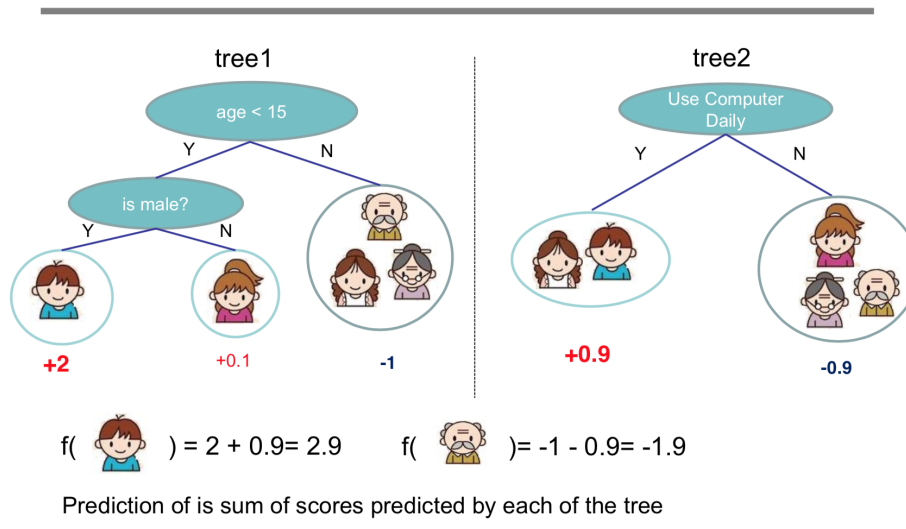 tree1
tree2
age < 15
Use Computer
Daily
Y
N
Y
N
is male?
Y
N
+2
+0.1
-1
+0.9
-0.9
f( ) = 2 + 0.9= 2.9
f( )= -1 - 0.9= -1.9
Prediction of is sum of scores predicted by each of the tree